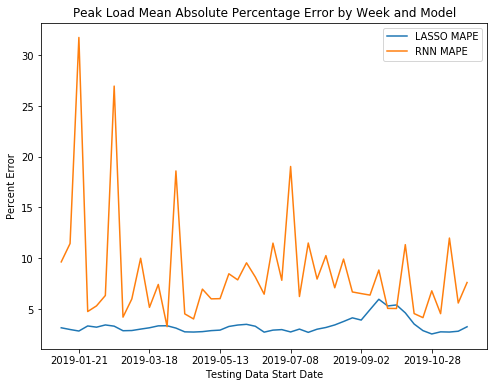 Peak Load Mean Absolute Percentage Error by Week and Model
LASSO MAPE
RNN MAPE
30
25
20
15
10
5
Percent Error
2019-01-21 2019-03-18 2019-05-13 2019-07-08 2019-09-02 2019-10-28
Testing Data Start Date